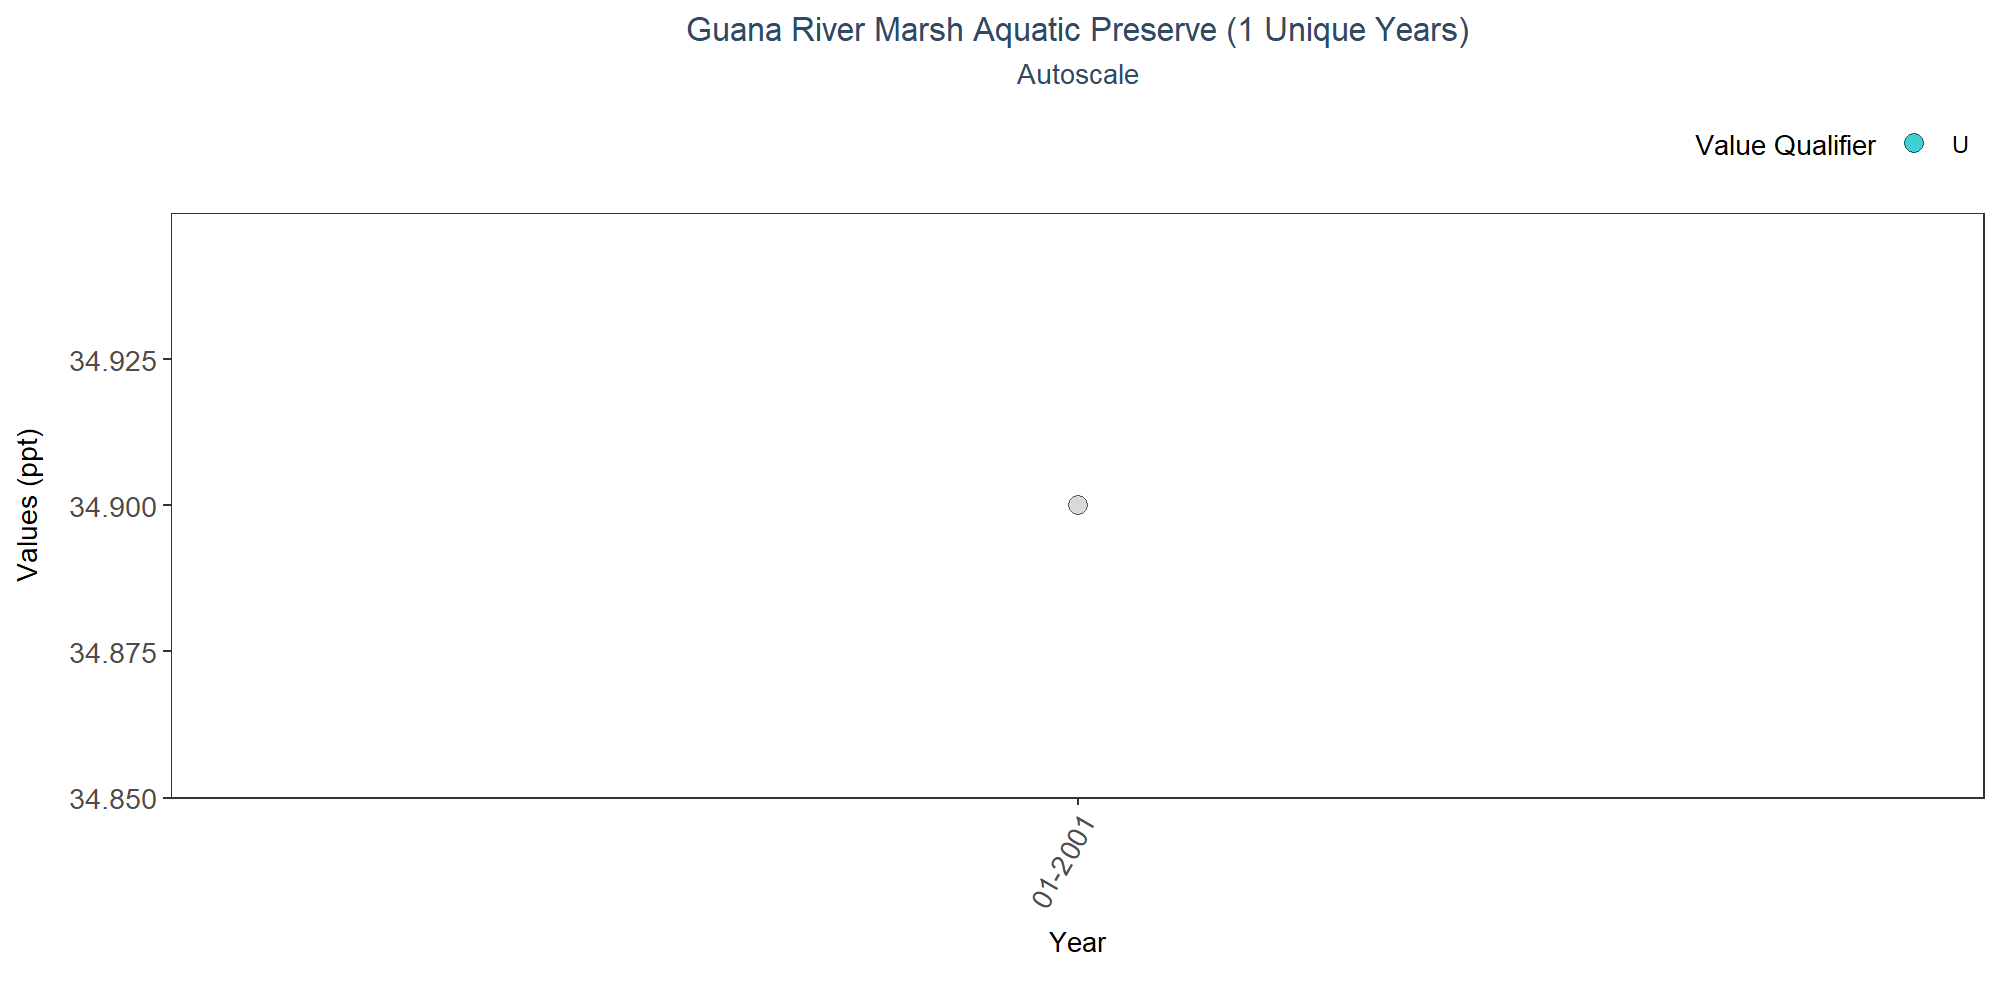 Guana River Marsh Aquatic Preserve (1 Unique Years)
Autoscale
Value Qualifier U
34.925
34.900
34.875
34.850
Values (ppt)
01-2001
Year